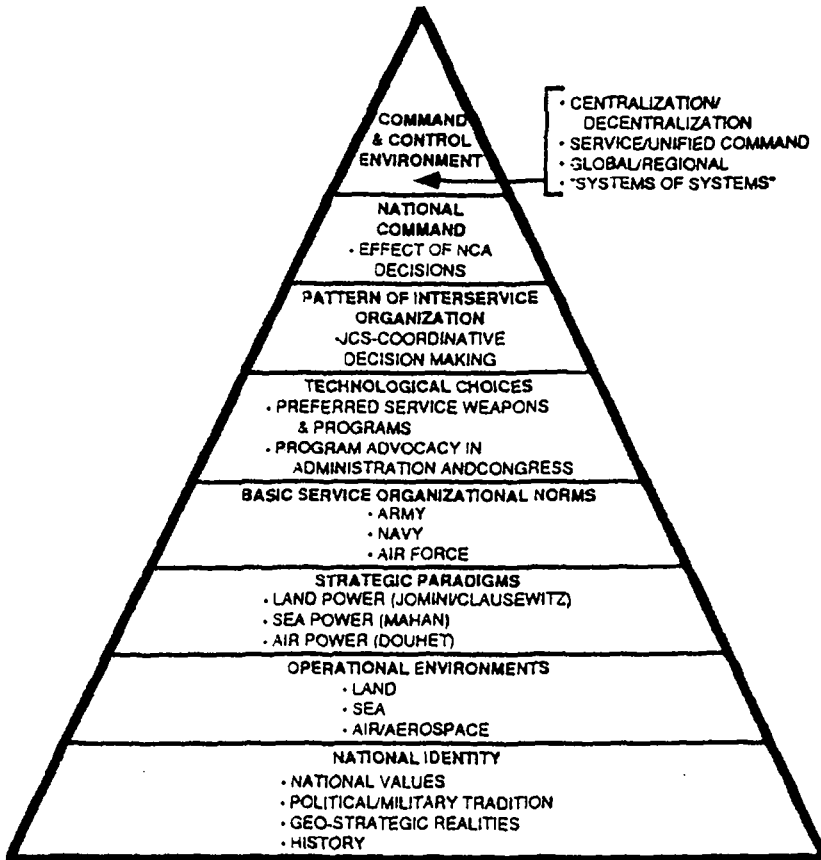 COMMAND
& CONTROL
ENVIRONMENT
• CENTRALIZATION/
DECENTRALIZATION
• SERVICE/UNIFIED COMMAND
• GLOBAL/REGIONAL
• "SYSTEMS OF SYSTEMS"
NATIONAL
COMMAND
• EFFECT OF NCA
DECISIONS
PATTERN OF INTERSERVICE
ORGANIZATION
•JCS-COORDINATIVE
DECISION MAKING
TECHNOLOGICAL CHOICES
• PREFERRED SERVICE WEAPONS
& PROGRAMS
• PROGRAM ADVOCACY IN
ADMINISTRATION ANDCONGRESS
BASIC SERVICE ORGANIZATIONAL NORMS
• ARMY
• NAVY
• AIR FORCE
STRATEGIC PARADIGMS
• LAND POWER (JOMINI/CLAUSEWITZ)
• SEA POWER (MAHAN)
• AIR POWER (DOUHET)
OPERATIONAL ENVIRONMENTS
• LAND
• SEA
• AIR/AEROSPACE
NATIONAL IDENTITY
• NATIONAL VALUES
• POLITICAL/MILITARY TRADITION
• GEO-STRATEGIC REALITIES
• HISTORY